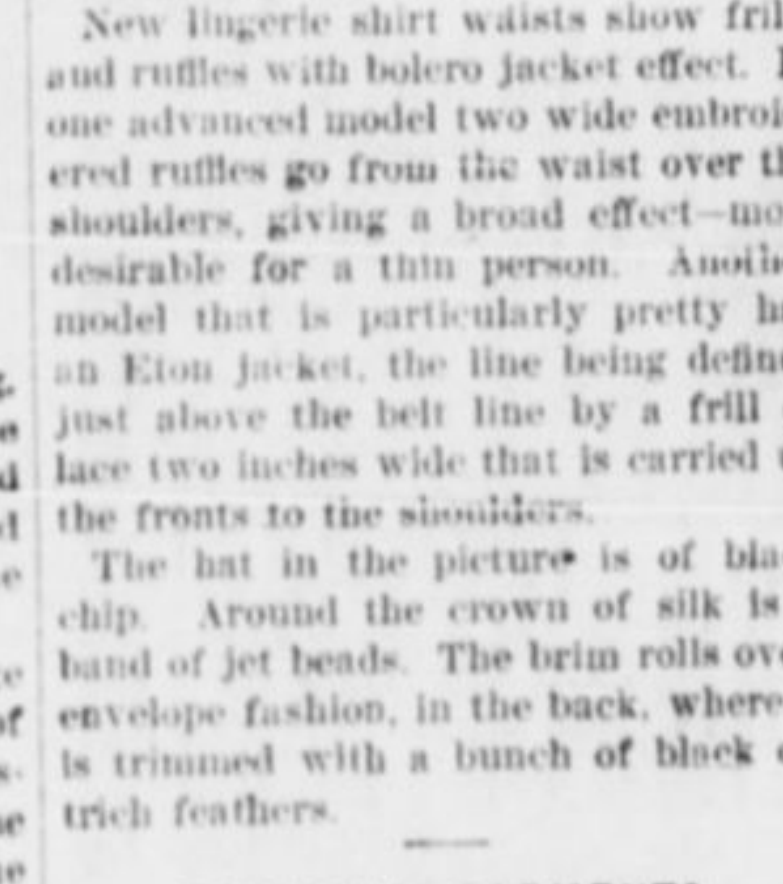 New lingerie shirt waists show fril
and ruffles with bolero jacket effect. I
one advanced model two wide embroi
ered ruffles go from the waist over th
shoulders, giving a broad effect—mo
desirable for a thin person. Anothe
model that is particularly pretty ha
an Eton jacket, the line being define
just above the belt line by a frill
lace two inches wide that is carried u
the fronts to the shoulders.
The hat in the picture is of bla
chip. Around the crown of silk is
band of jet beads. The brim rolls ove
envelope fashion, in the back, where
is trimmed with a bunch of black o
trich feathers.